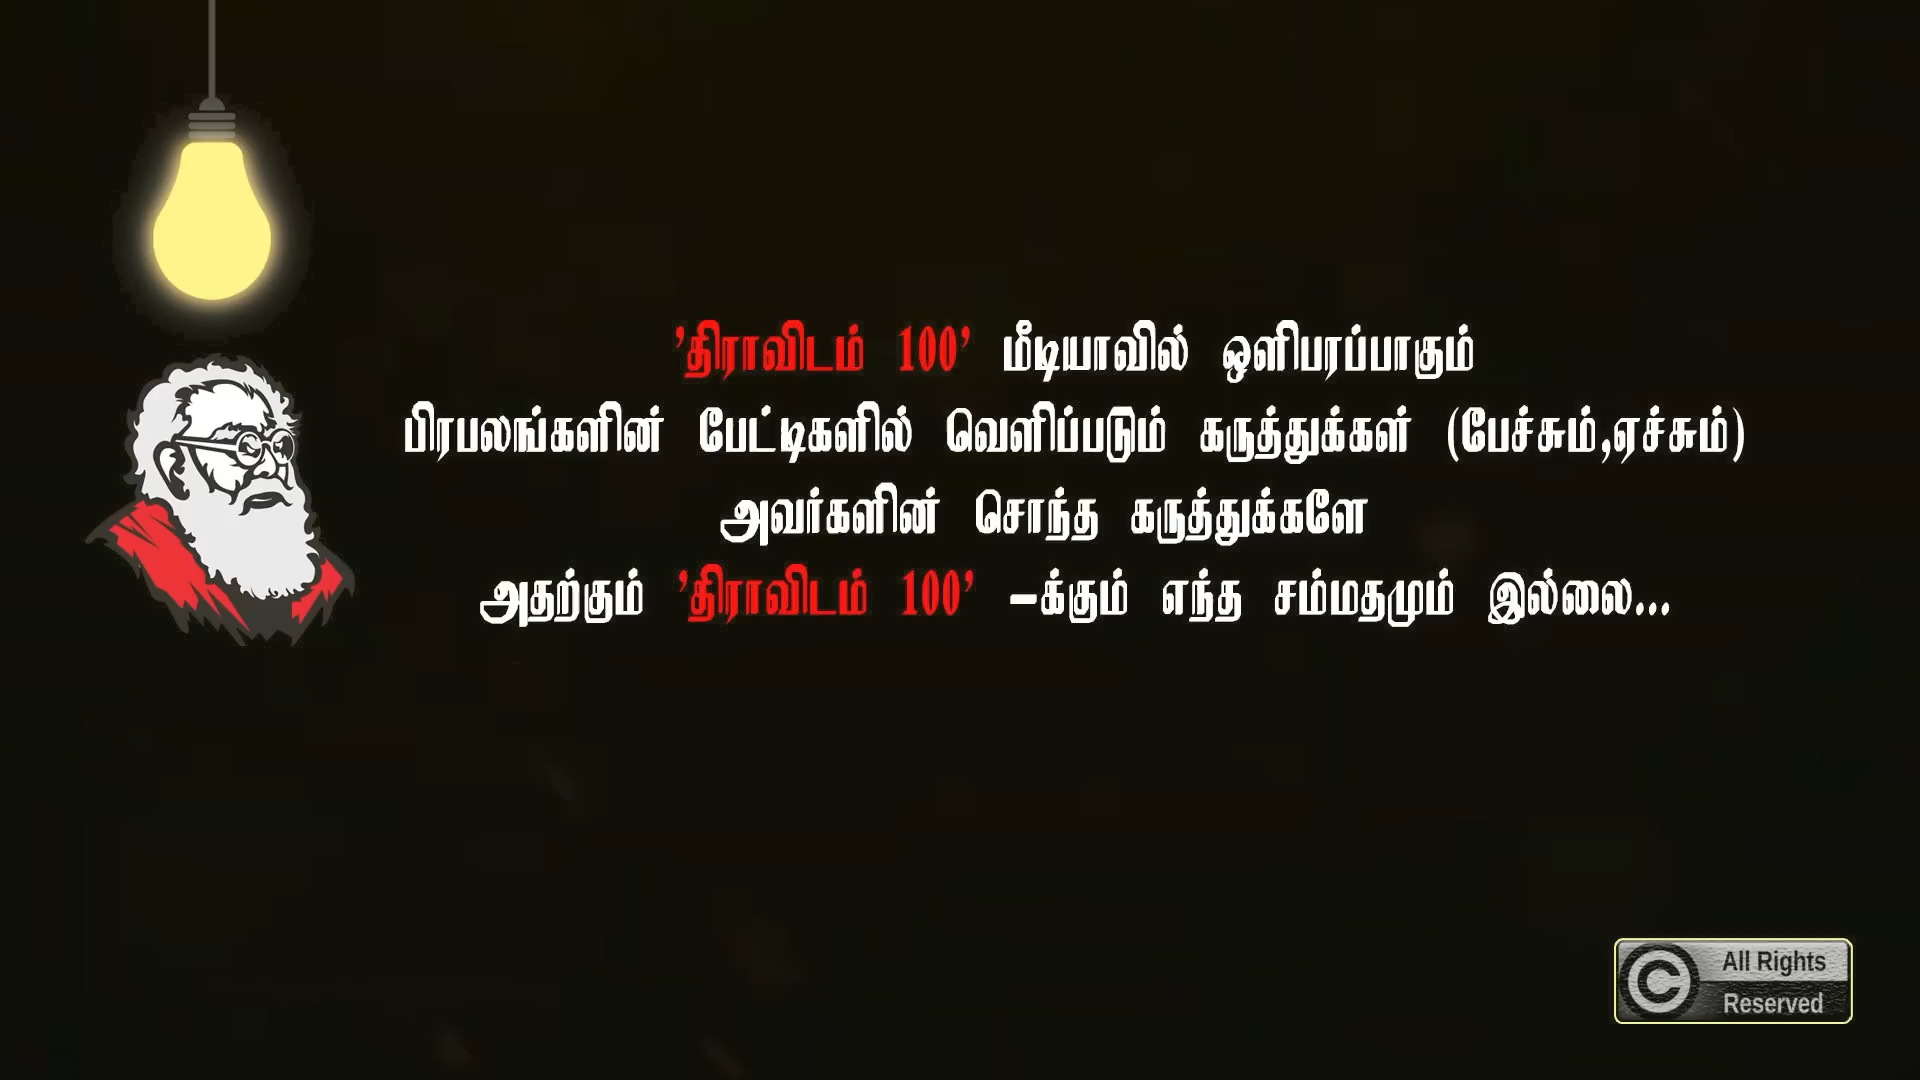 'திராவிடம் 100' மீடியாவில் ஒளிபரப்பாகும்
பிரபலங்களின் பேட்டிகளில் வெளிப்படும் கருத்துக்கள் (பேச்சும்,ஏச்சும்)
அவர்களின் சொந்த கருத்துக்களே
அதற்கும் 'திராவிடம் 100' -க்கும் எந்த சம்மதமும் இல்லை...
All Rights
Reserved